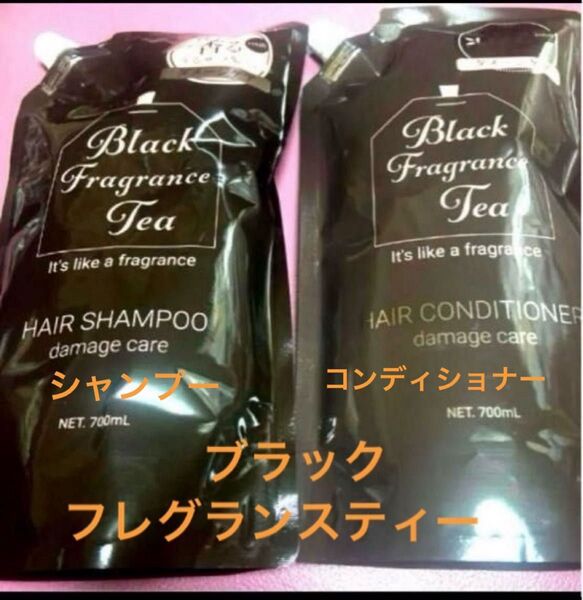 香る
Black
Fragrance
Tea
It's like a fragrance
HAIR SHAMPOO
damage care
シャンプー
NET. 700mL
Black
Fragrance
Tea
It's like a fragrance
HAIR CONDITIONER
damage care
コンディショナー
NET. 700mL
ブラック
フレグランスティー